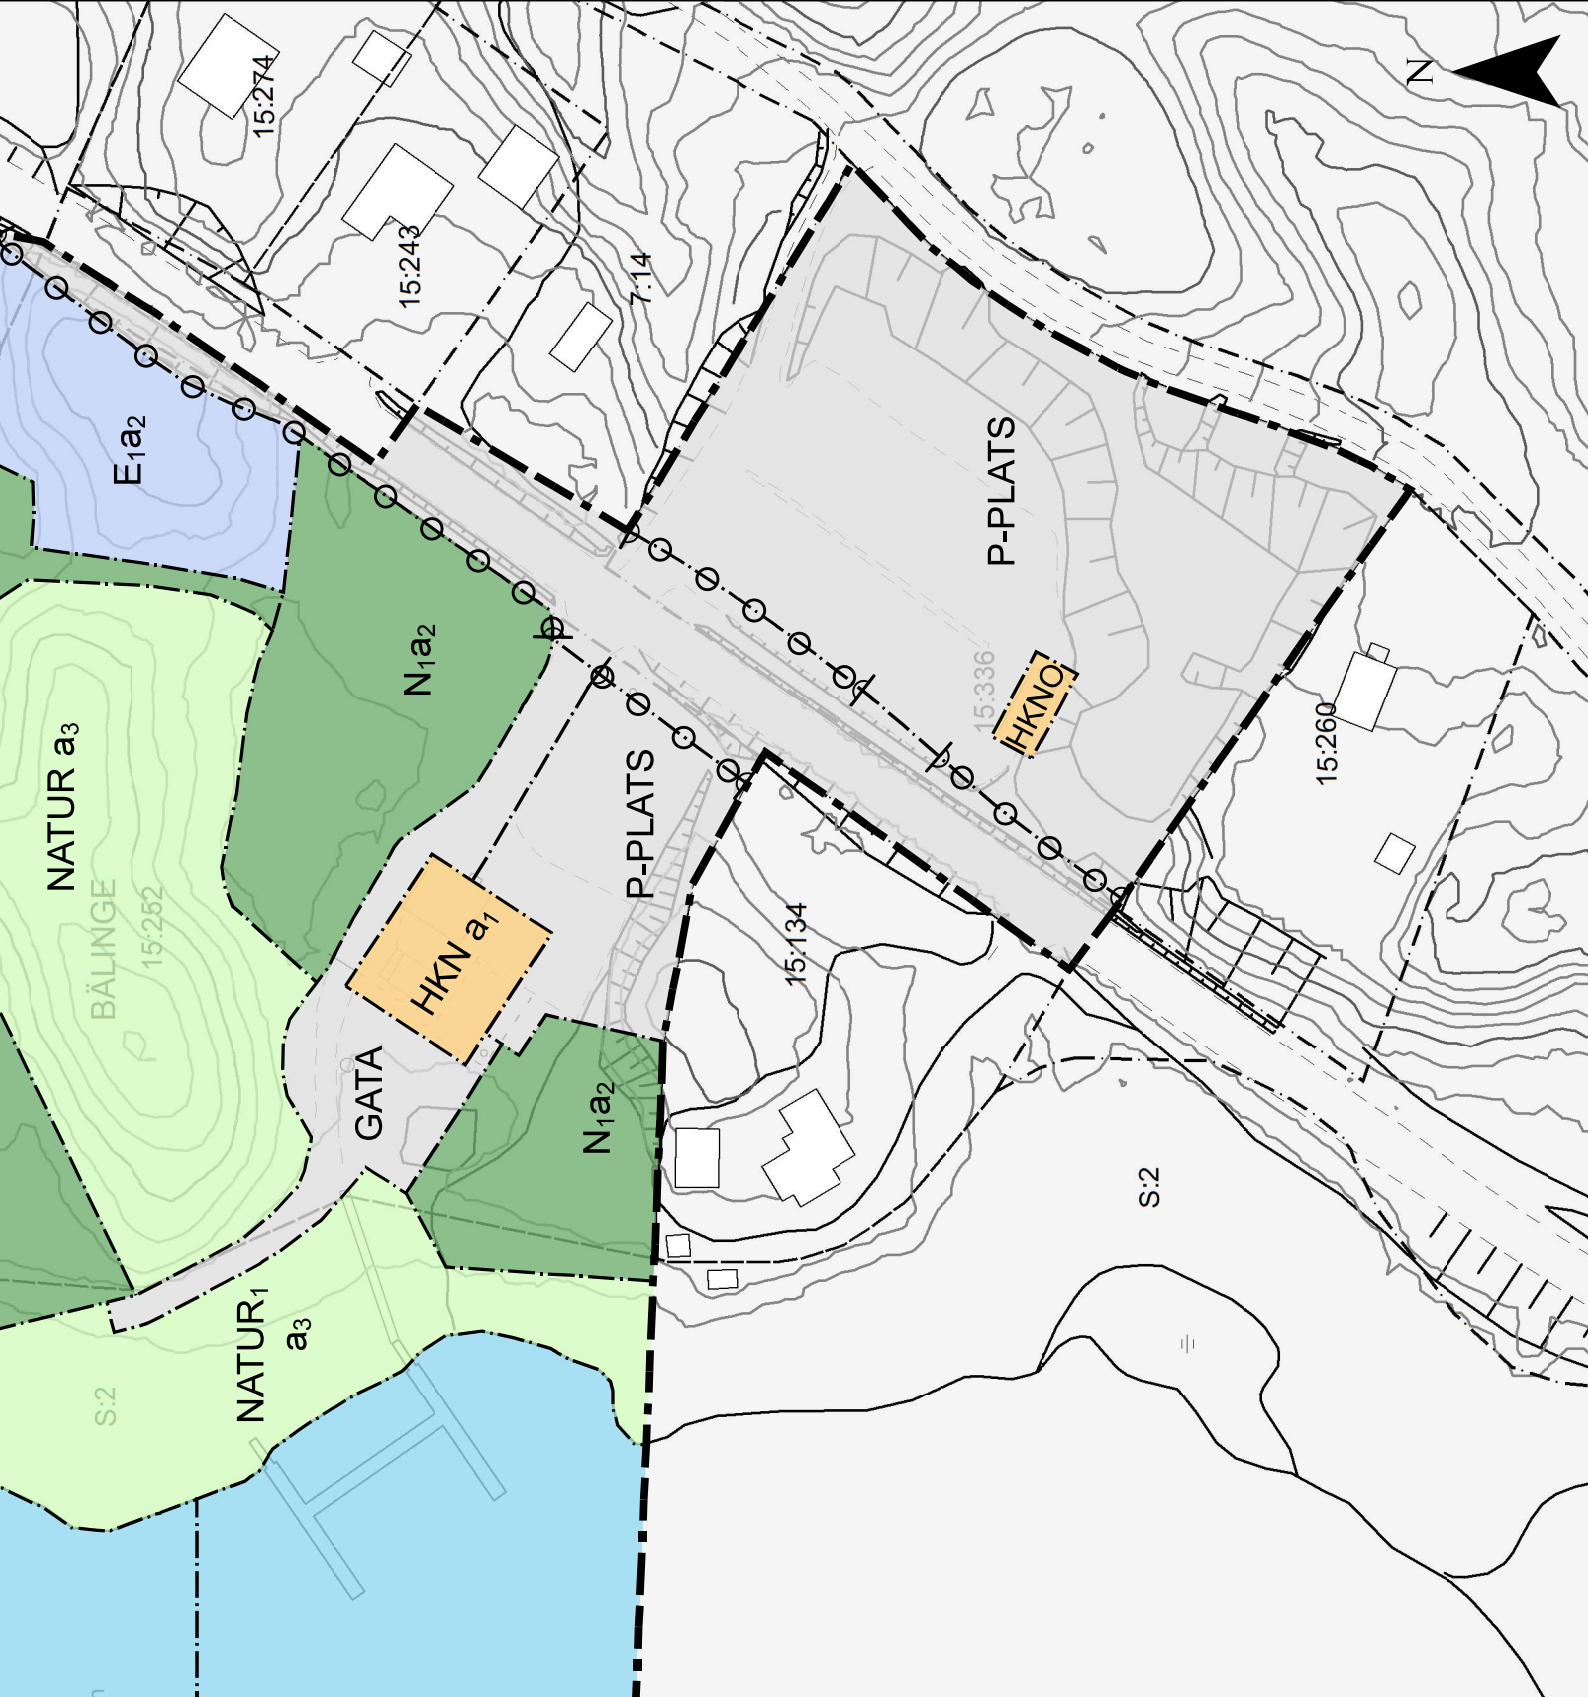 N
15:274
15:243
7:14
E1a2
N1a2
NATUR a3
P-PLATS
15:336
HKNO
15:260
P-PLATS
BÄLINGE
15:252
HKN a1
15:134
GATA
N1a2
S:2
NATUR1
a3
S:2